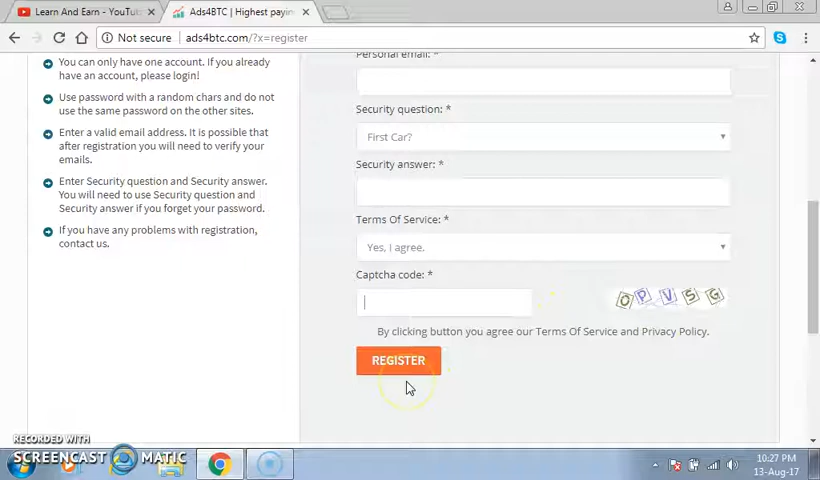 Learn And Earn - YouTu
Ads4BTC | Highest payin
Not secure | ads4btc.com/?x=register
You can only have one account. If you already
have an account, please login!
Use password with a random chars and do not
use the same password on the other sites.
Enter a valid email address. It is possible that
after registration you will need to verify your
emails.
Enter Security question and Security answer.
You will need to use Security question and
Security answer if you forget your password.
If you have any problems with registration,
contact us.
Personal email: *
Security question: *
First Car?
Security answer: *
Terms Of Service: *
Yes, I agree.
Captcha code: *
OPVSG
By clicking button you agree our Terms Of Service and Privacy Policy.
REGISTER
RECORDED WITH
SCREENCAST MATIC
10:27 PM
13-Aug-17